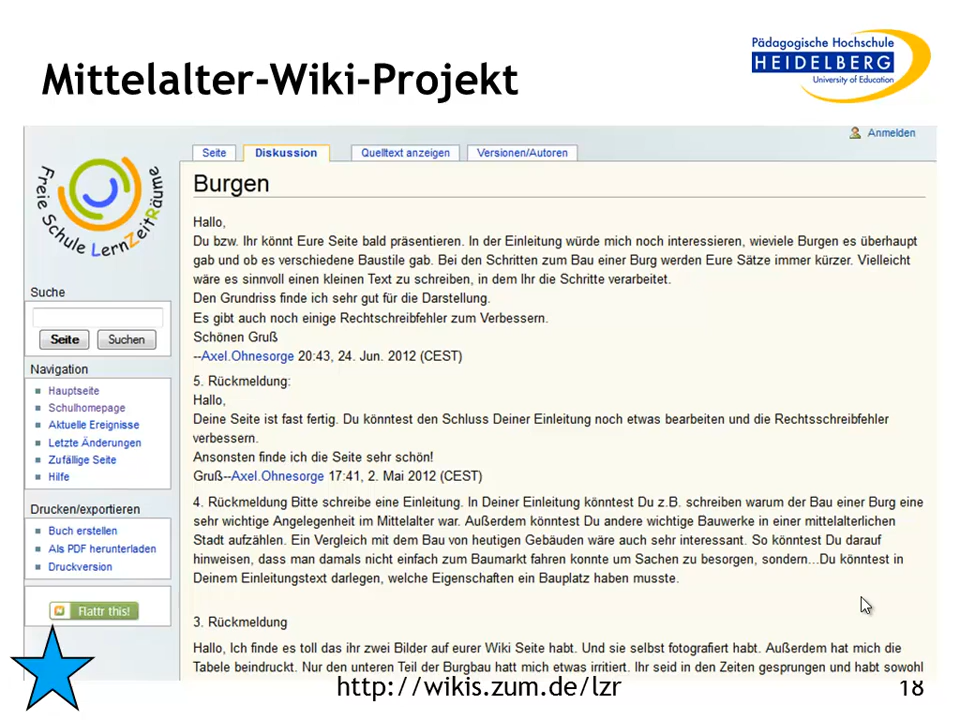 Mittelalter-Wiki-Projekt
Pädagogische Hochschule
HEIDELBERG
University of Education
Anmelden
Freie Schule LernZeitRäume
Seite
Diskussion
Quelltext anzeigen
Versionen/Autoren
Burgen
Hallo,
Du bzw. Ihr könnt Eure Seite bald präsentieren. In der Einleitung würde mich noch interessieren, wieviele Burgen es überhaupt
gab und ob es verschiedene Baustile gab. Bei den Schritten zum Bau einer Burg werden Eure Sätze immer kürzer. Vielleicht
wäre es sinnvoll einen kleinen Text zu schreiben, in dem Ihr die Schritte verarbeitet.
Den Grundriss finde ich sehr gut für die Darstellung.
Es gibt auch noch einige Rechtschreibfehler zum Verbessern.
Schönen Gruß
--Axel.Ohnesorge 20:43, 24. Jun. 2012 (CEST)
5. Rückmeldung:
Hallo,
Deine Seite ist fast fertig. Du könntest den Schluss Deiner Einleitung noch etwas bearbeiten und die Rechtsschreibfehler
verbessern.
Ansonsten finde ich die Seite sehr schön!
Gruß--Axel.Ohnesorge 17:41, 2. Mai 2012 (CEST)
4. Rückmeldung Bitte schreibe eine Einleitung. In Deiner Einleitung könntest Du z.B. schreiben warum der Bau einer Burg eine
sehr wichtige Angelegenheit im Mittelalter war. Außerdem könntest Du andere wichtige Bauwerke in einer mittelalterlichen
Stadt aufzählen. Ein Vergleich mit dem Bau von heutigen Gebäuden wäre auch sehr interessant. So könntest Du darauf
hinweisen, dass man damals nicht einfach zum Baumarkt fahren konnte um Sachen zu besorgen, sondern...Du könntest in
Deinem Einleitungstext darlegen, welche Eigenschaften ein Bauplatz haben musste.
3. Rückmeldung
Hallo, Ich finde es toll das ihr zwei Bilder auf eurer Wiki Seite habt. Und sie selbst fotografiert habt. Außerdem hat mich die
Tabele beindruckt. Nur den unteren Teil der Burgbau hat mich etwas irritiert. Ihr seid in den Zeiten gesprungen und habt sowohl
Suche
Seite
Suchen
Navigation
Hauptseite
Schulhomepage
Aktuelle Ereignisse
Letzte Änderungen
Zufällige Seite
Hilfe
Drucken/exportieren
Buch erstellen
Als PDF herunterladen
Druckversion
Flattr this!
http://wikis.zum.de/lzr
18